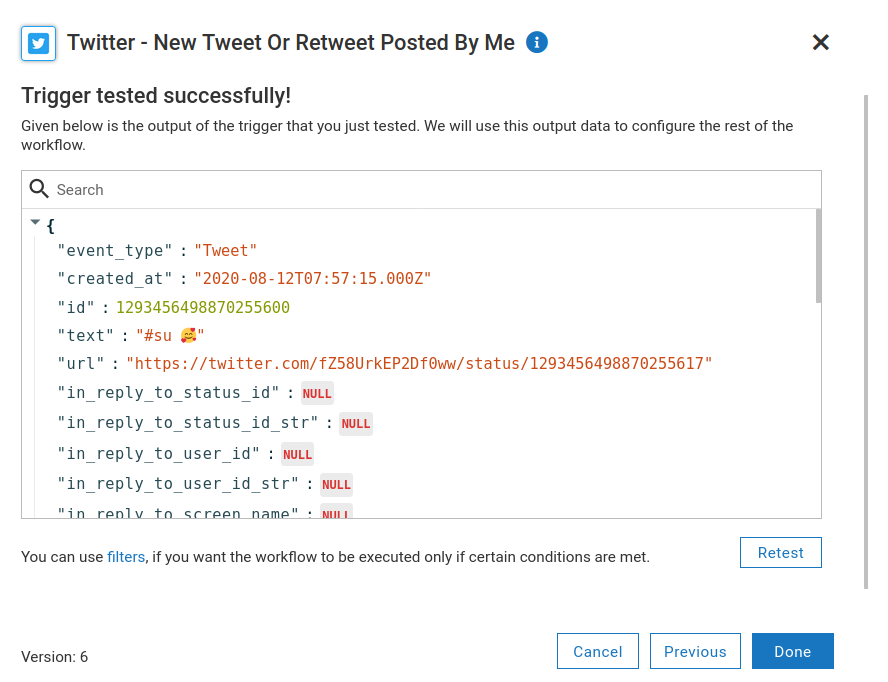 Twitter - New Tweet Or Retweet Posted By Me
Trigger tested successfully!
Given below is the output of the trigger that you just tested. We will use this output data to configure the rest of the
workflow.
Search
{
"event_type" : "Tweet"
"created_at" : "2020-08-12T07:57:15.000Z"
"id" : 1293456498870255600
"text" : "#su 🥰"
"url" : "https://twitter.com/fZ58UrkEP2Df0ww/status/1293456498870255617"
"in_reply_to_status_id" : NULL
"in_reply_to_status_id_str" : NULL
"in_reply_to_user_id" : NULL
"in_reply_to_user_id_str" : NULL
"in_reply_to_screen_name" : NULL
You can use filters, if you want the workflow to be executed only if certain conditions are met.
Retest
Version: 6
Cancel
Previous
Done